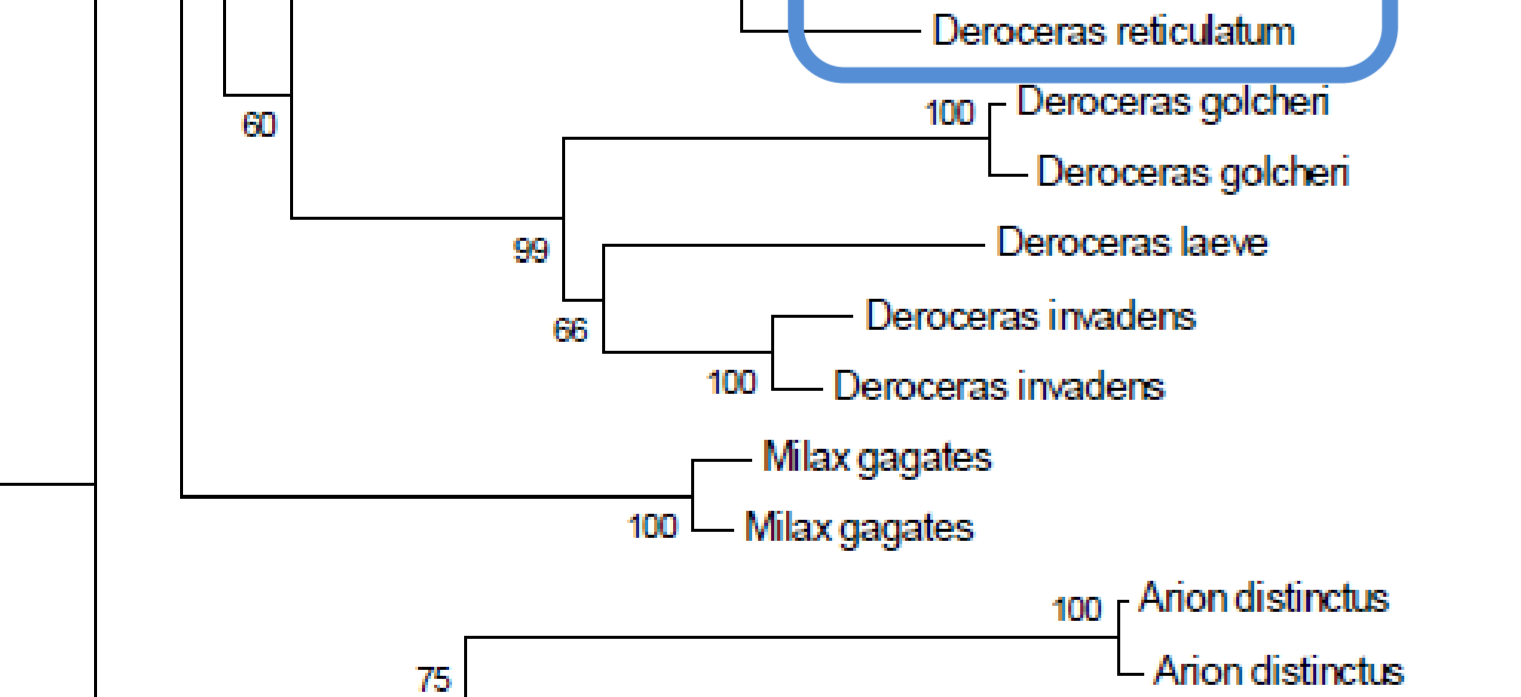 Deroceras reticulatum
100 Deroceras golcheri
60
Deroceras golcheri
Deroceras laeve
99
Deroceras invadens
66
100 Deroceras invadens
Milax gagates
100 Milax gagates
100 Arion distinctus
75 Arion distinctus